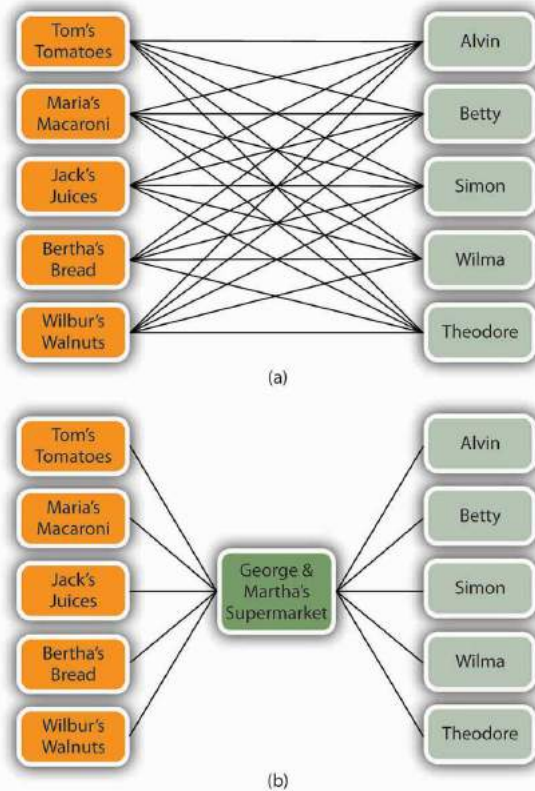 Tom's
Tomatoes
Maria's
Macaroni
Jack's
Juices
Bertha's
Bread
Wilbur's
Walnuts
Alvin
Betty
Simon
Wilma
Theodore
(a)
Tom's
Tomatoes
Maria's
Macaroni
Jack's
Juices
Bertha's
Bread
Wilbur's
Walnuts
George &
Martha's
Supermarket
Alvin
Betty
Simon
Wilma
Theodore
(b)